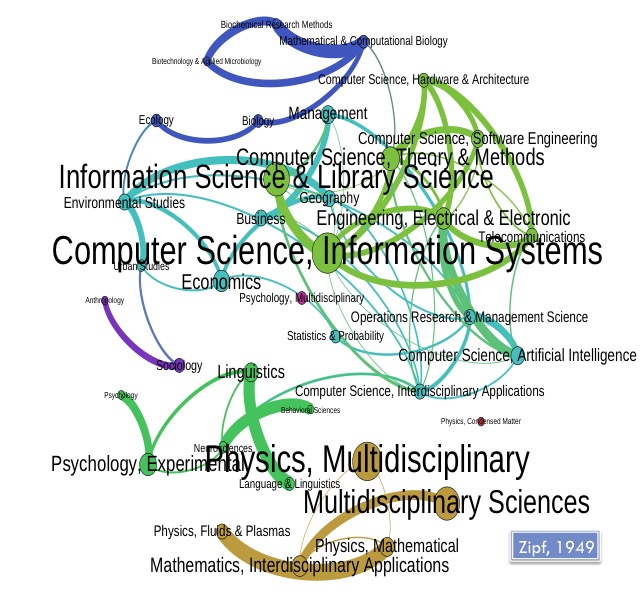 Biochemical Research Methods
Mathematical & Computational Biology
Biotechnology & Applied Microbiology
Computer Science, Hardware & Architecture
Management
Ecology
Biology
Computer Science, Software Engineering
Computer Science, Theory & Methods
Information Science & Library Science
Environmental Studies
Geography
Business
Engineering, Electrical & Electronic
Telecommunications
Computer Science, Information Systems
Urban Studies
Economics
Anthropology
Psychology, Multidisciplinary
Operations Research & Management Science
Statistics & Probability
Computer Science, Artificial Intelligence
Sociology
Linguistics
Computer Science, Interdisciplinary Applications
Psychology
Behavioral Sciences
Physics, Condensed Matter
Neurosciences
Psychology, Experimental
Physics, Multidisciplinary
Language & Linguistics
Multidisciplinary Sciences
Physics, Fluids & Plasmas
Physics, Mathematical
Zipf, 1949
Mathematics, Interdisciplinary Applications